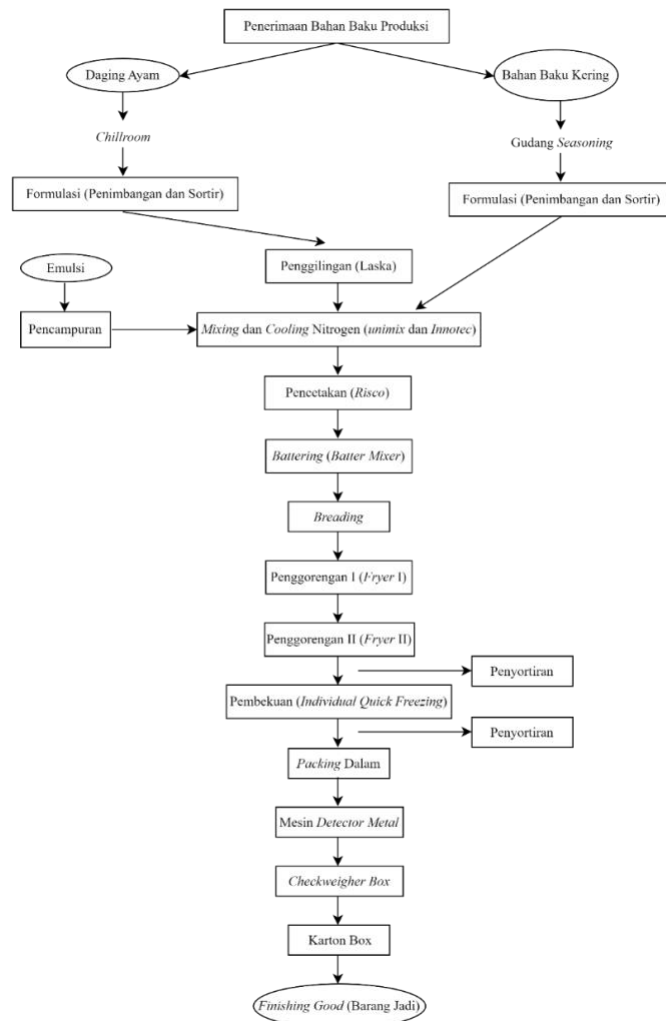 Penerimaan Bahan Baku Produksi
Daging Ayam
Bahan Baku Kering
Chillroom
Gudang Seasoning
Formulasi (Penimbangan dan Sortir)
Formulasi (Penimbangan dan Sortir)
Penggilingan (Laska)
Emulsi
Pencampuran
Mixing dan Cooling Nitrogen (unimix dan Innotec)
Pencetakan (Risco)
Battering (Batter Mixer)
Breading
Penggorengan I (Fryer I)
Penggorengan II (Fryer II)
Penyortiran
Pembekuan (Individual Quick Freezing)
Penyortiran
Packing Dalam
Mesin Detector Metal
Checkweigher Box
Karton Box
Finishing Good (Barang Jadi)